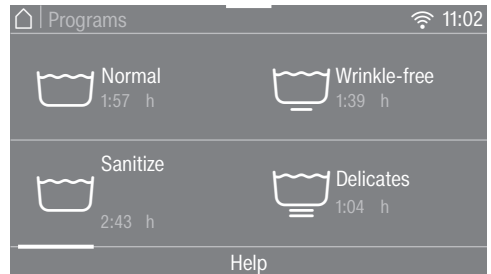 Programs 11:02
Normal
1:57 h
Wrinkle-free
1:39 h
Sanitize
2:43 h
Delicates
1:04 h
Help